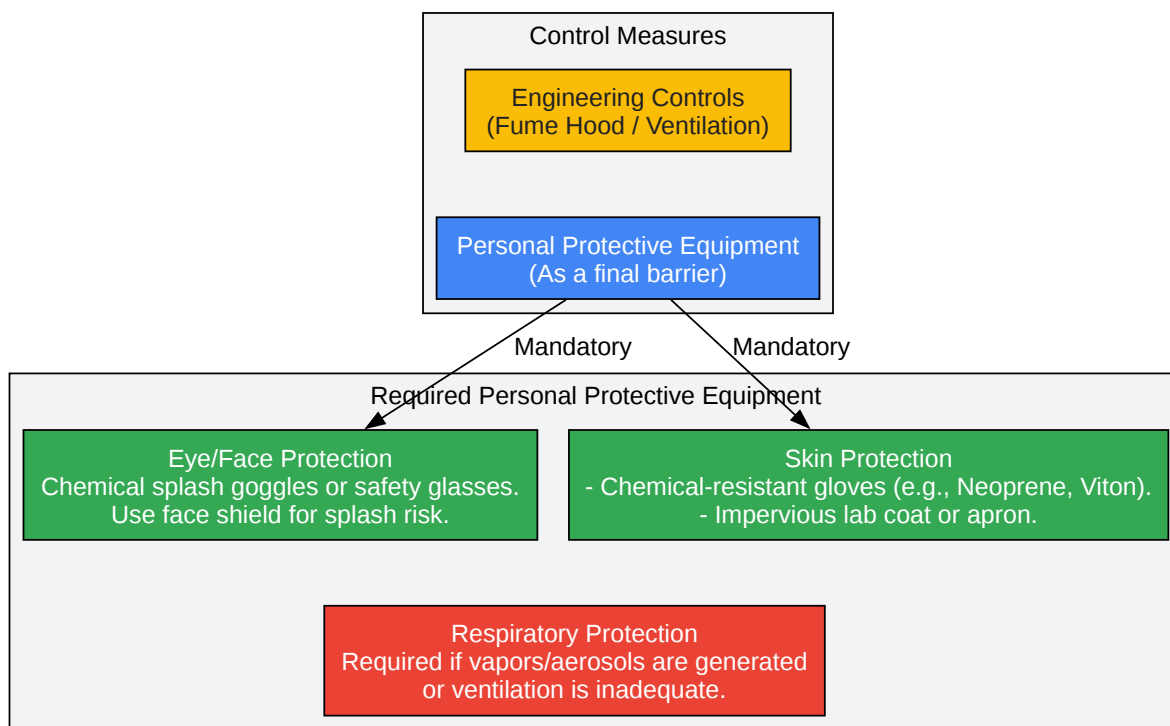 Control Measures
Engineering Controls
(Fume Hood / Ventilation)
Personal Protective Equipment
(As a final barrier)
Mandatory
Mandatory
Required Personal Protective Equipment
Eye/Face Protection
Chemical splash goggles or safety glasses.
Use face shield for splash risk.
Skin Protection
- Chemical-resistant gloves (e.g., Neoprene, Viton).
- Impervious lab coat or apron.
Respiratory Protection
Required if vapors/aerosols are generated
or ventilation is inadequate.